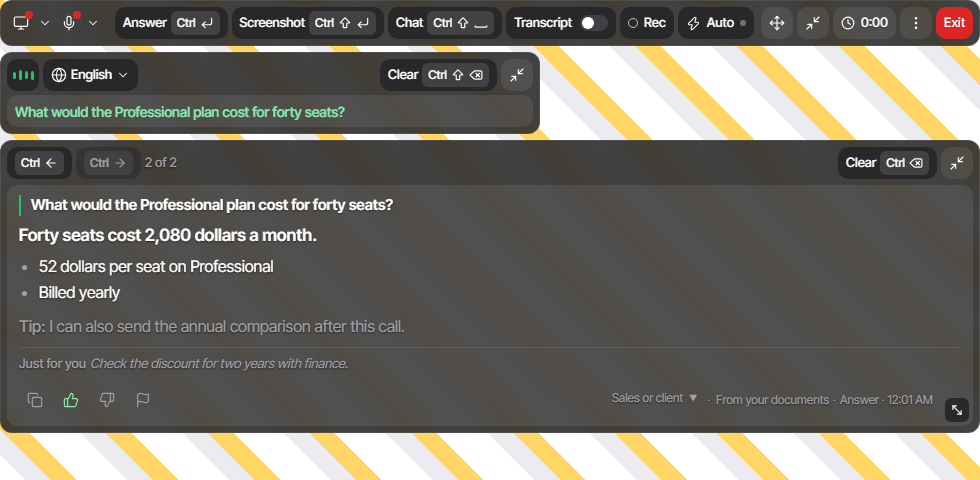 Answer Ctrl ↵ Screenshot Ctrl ⇧ ↵ Chat Ctrl ⇧ ⎵ Transcript Rec Auto 0:00 Exit
English Clear Ctrl ⇧ ⌫
What would the Professional plan cost for forty seats?
Ctrl ← Ctrl → 2 of 2 Clear Ctrl ⌫
What would the Professional plan cost for forty seats?
Forty seats cost 2,080 dollars a month.
• 52 dollars per seat on Professional
• Billed yearly
Tip: I can also send the annual comparison after this call.
Just for you Check the discount for two years with finance.
Sales or client ▼ · From your documents · Answer · 12:01 AM